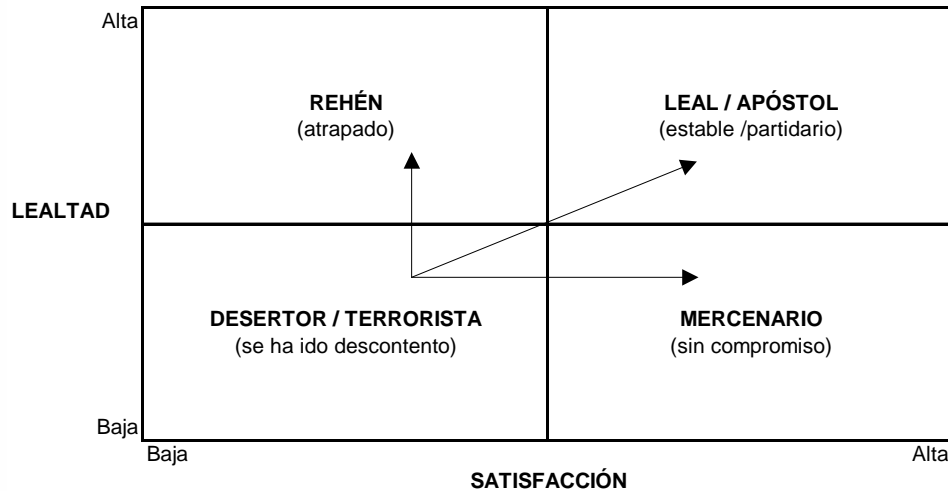 Alta
REHÉN
(atrapado)
LEAL / APÓSTOL
(estable /partidario)
LEALTAD
DESERTOR / TERRORISTA
(se ha ido descontento)
MERCENARIO
(sin compromiso)
Baja
Baja
Alta
SATISFACCIÓN